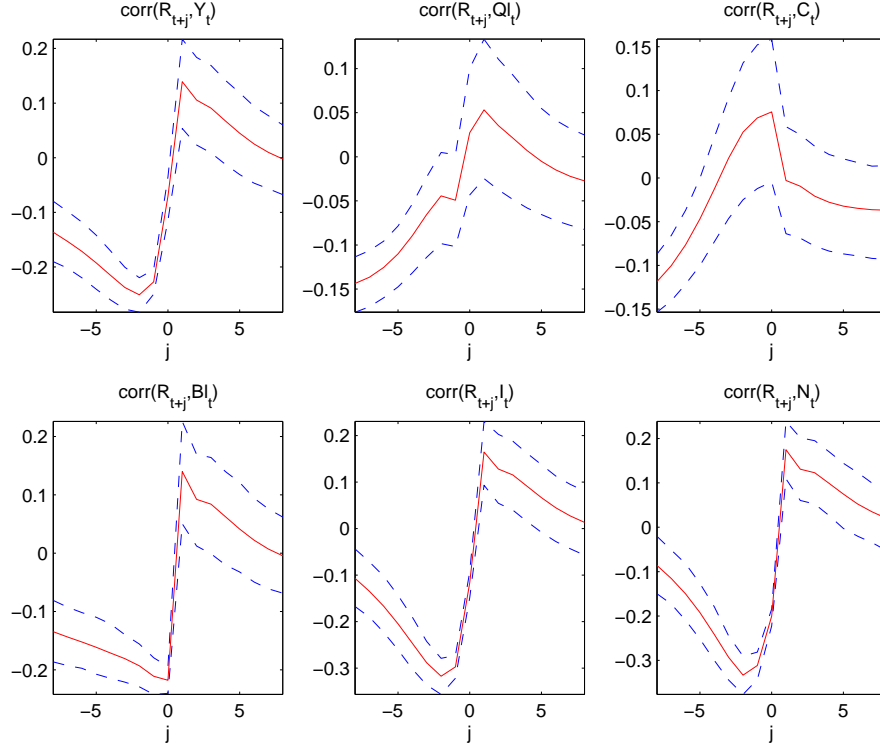 corr(R_{t+j},Y_t)
0.2
0.1
0
−0.1
−0.2
−5 0 5
j
corr(R_{t+j},QI_t)
0.1
0.05
0
−0.05
−0.1
−0.15
−5 0 5
j
corr(R_{t+j},C_t)
0.15
0.1
0.05
0
−0.05
−0.1
−0.15
−5 0 5
j
corr(R_{t+j},BI_t)
0.2
0.1
0
−0.1
−0.2
−5 0 5
j
corr(R_{t+j},I_t)
0.2
0.1
0
−0.1
−0.2
−0.3
−5 0 5
j
corr(R_{t+j},N_t)
0.2
0.1
0
−0.1
−0.2
−0.3
−5 0 5
j